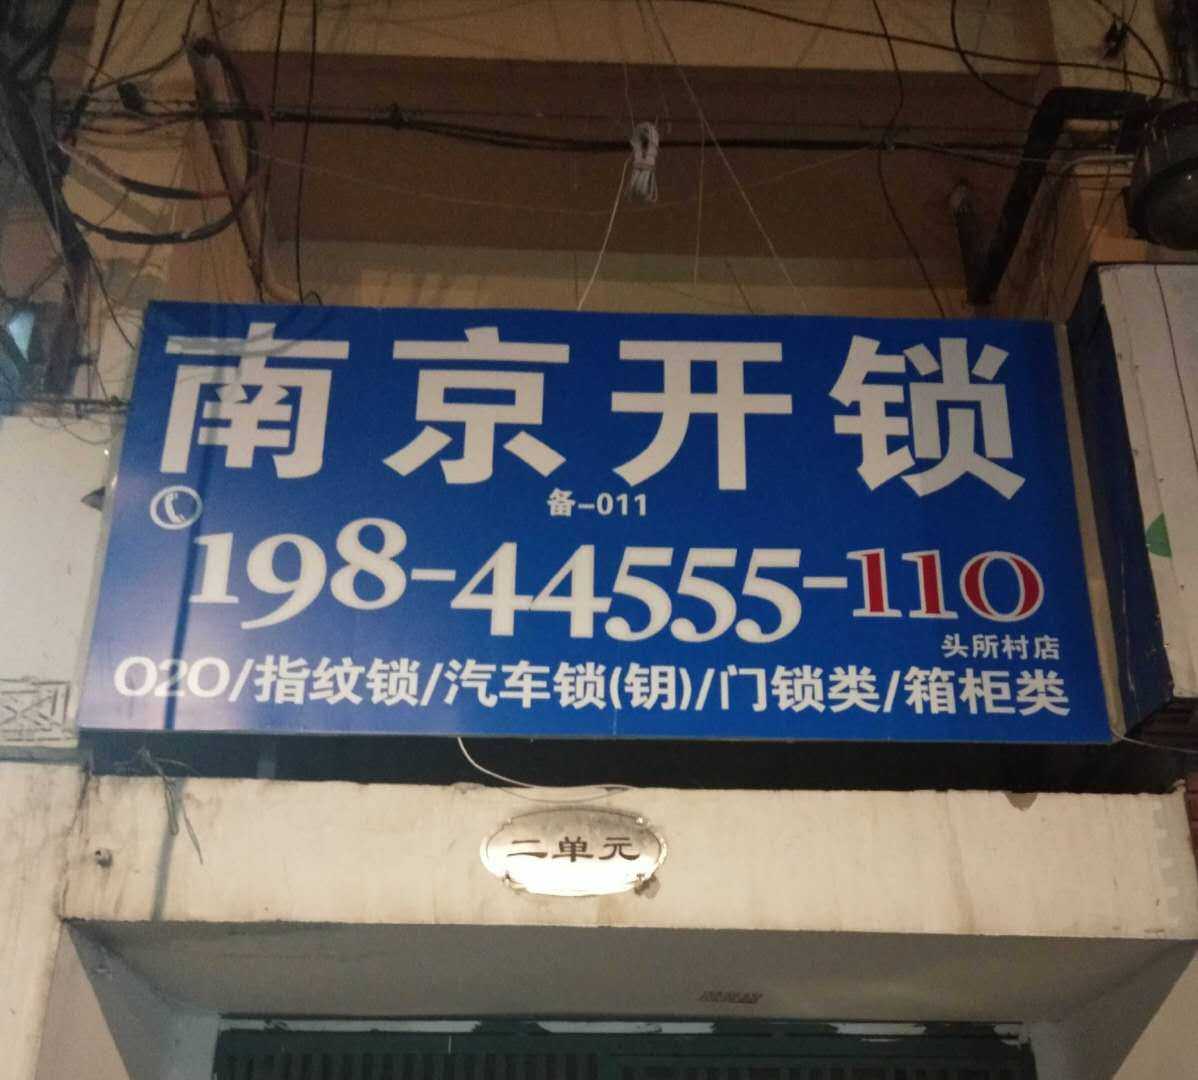 南京开锁
备-011
198-44555-110
头所村店
O2O/指纹锁/汽车锁(钥)/门锁类/箱柜类
二单元